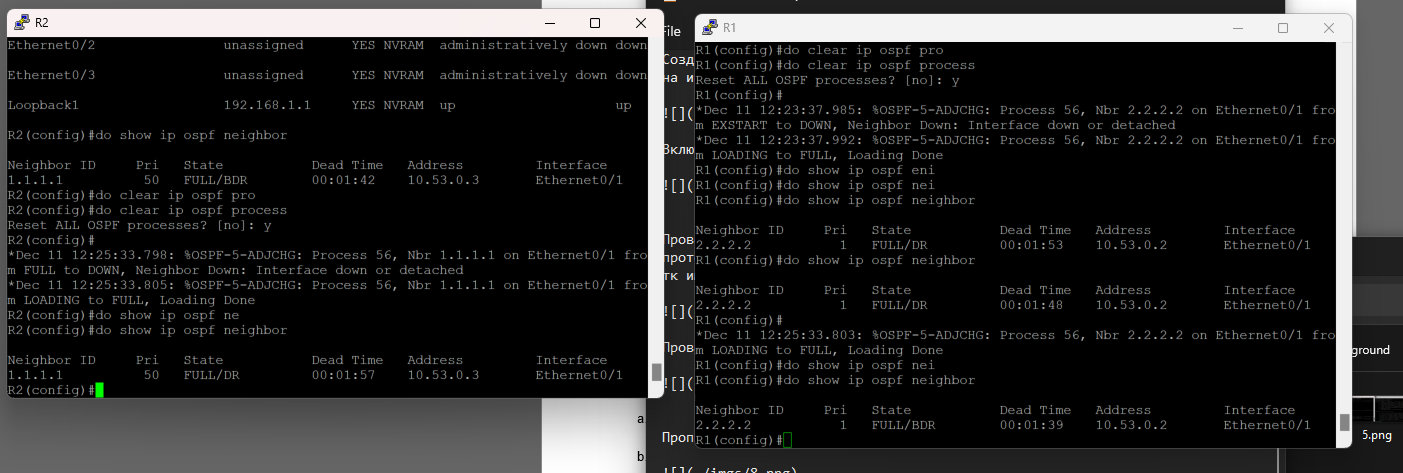 R2
Ethernet0/2 unassigned YES NVRAM administratively down down
Ethernet0/3 unassigned YES NVRAM administratively down down
Loopback1 192.168.1.1 YES NVRAM up up
R2(config)#do show ip ospf neighbor
Neighbor ID Pri State Dead Time Address Interface
1.1.1.1 50 FULL/BDR 00:01:42 10.53.0.3 Ethernet0/1
R2(config)#do clear ip ospf pro
R2(config)#do clear ip ospf process
Reset ALL OSPF processes? [no]: y
R2(config)#
*Dec 11 12:25:33.798: %OSPF-5-ADJCHG: Process 56, Nbr 1.1.1.1 on Ethernet0/1 fro
m FULL to DOWN, Neighbor Down: Interface down or detached
*Dec 11 12:25:33.805: %OSPF-5-ADJCHG: Process 56, Nbr 1.1.1.1 on Ethernet0/1 fro
m LOADING to FULL, Loading Done
R2(config)#do show ip ospf ne
R2(config)#do show ip ospf neighbor
Neighbor ID Pri State Dead Time Address Interface
1.1.1.1 50 FULL/DR 00:01:57 10.53.0.3 Ethernet0/1
R2(config)#
File
Созд
на и
![](
Вклю
![](
Пров
прот
тк и
![](
Пров
![](
Проп
![](./imgs/8.png)
a
b
R1
R1(config)#do clear ip ospf pro
R1(config)#do clear ip ospf process
Reset ALL OSPF processes? [no]: y
R1(config)#
*Dec 11 12:23:37.985: %OSPF-5-ADJCHG: Process 56, Nbr 2.2.2.2 on Ethernet0/1 fro
m EXSTART to DOWN, Neighbor Down: Interface down or detached
*Dec 11 12:23:37.992: %OSPF-5-ADJCHG: Process 56, Nbr 2.2.2.2 on Ethernet0/1 fro
m LOADING to FULL, Loading Done
R1(config)#do show ip ospf eni
R1(config)#do show ip ospf nei
R1(config)#do show ip ospf neighbor
Neighbor ID Pri State Dead Time Address Interface
2.2.2.2 1 FULL/DR 00:01:53 10.53.0.2 Ethernet0/1
R1(config)#do show ip ospf neighbor
Neighbor ID Pri State Dead Time Address Interface
2.2.2.2 1 FULL/DR 00:01:48 10.53.0.2 Ethernet0/1
R1(config)#
*Dec 11 12:25:33.803: %OSPF-5-ADJCHG: Process 56, Nbr 2.2.2.2 on Ethernet0/1 fro
m LOADING to FULL, Loading Done
R1(config)#do show ip ospf nei
R1(config)#do show ip ospf neighbor
Neighbor ID Pri State Dead Time Address Interface
2.2.2.2 1 FULL/BDR 00:01:39 10.53.0.2 Ethernet0/1
R1(config)#
ground
5.png